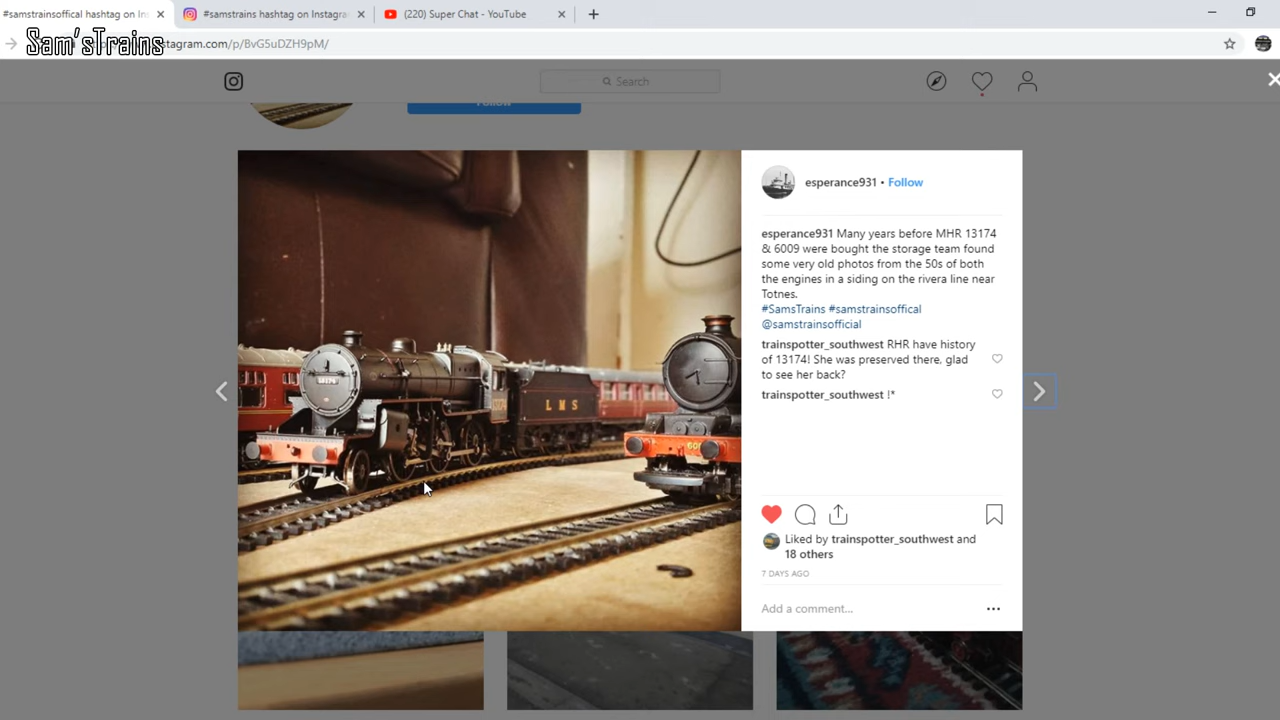 #samstrainsoffical hashtag on Ins
#samstrains hashtag on Instagra
(220) Super Chat - YouTube
Sam'sTrains
stagram.com/p/BvG5uDZH9pM/
Search
Follow
esperance931 • Follow
esperance931 Many years before MHR 13174
& 6009 were bought the storage team found
some very old photos from the 50s of both
the engines in a siding on the rivera line near
Totnes.
#SamsTrains #samstrainsoffical
@samstrainsofficial
trainspotter_southwest RHR have history
of 13174! She was preserved there, glad
to see her back?
trainspotter_southwest !*
LMS
Liked by trainspotter_southwest and
18 others
7 DAYS AGO
Add a comment...